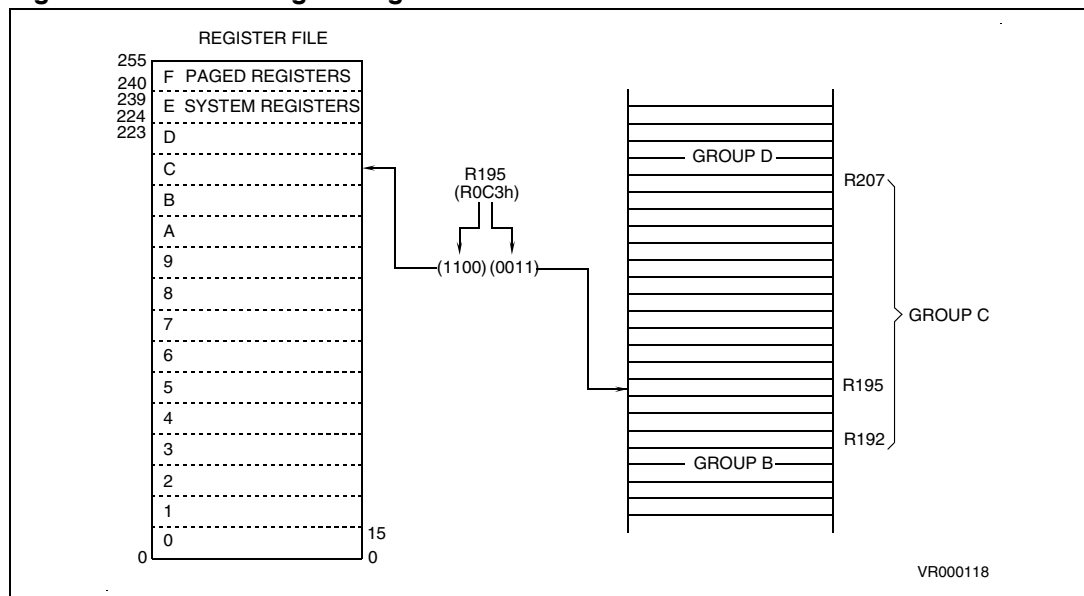 REGISTER FILE
255
240
239
224
223
F PAGED REGISTERS
E SYSTEM REGISTERS
D
C
B
A
9
8
7
6
5
4
3
2
1
0
15
0
0
R195
(R0C3h)
(1100) (0011)
GROUP D
R207
GROUP C
R195
R192
GROUP B
VR000118